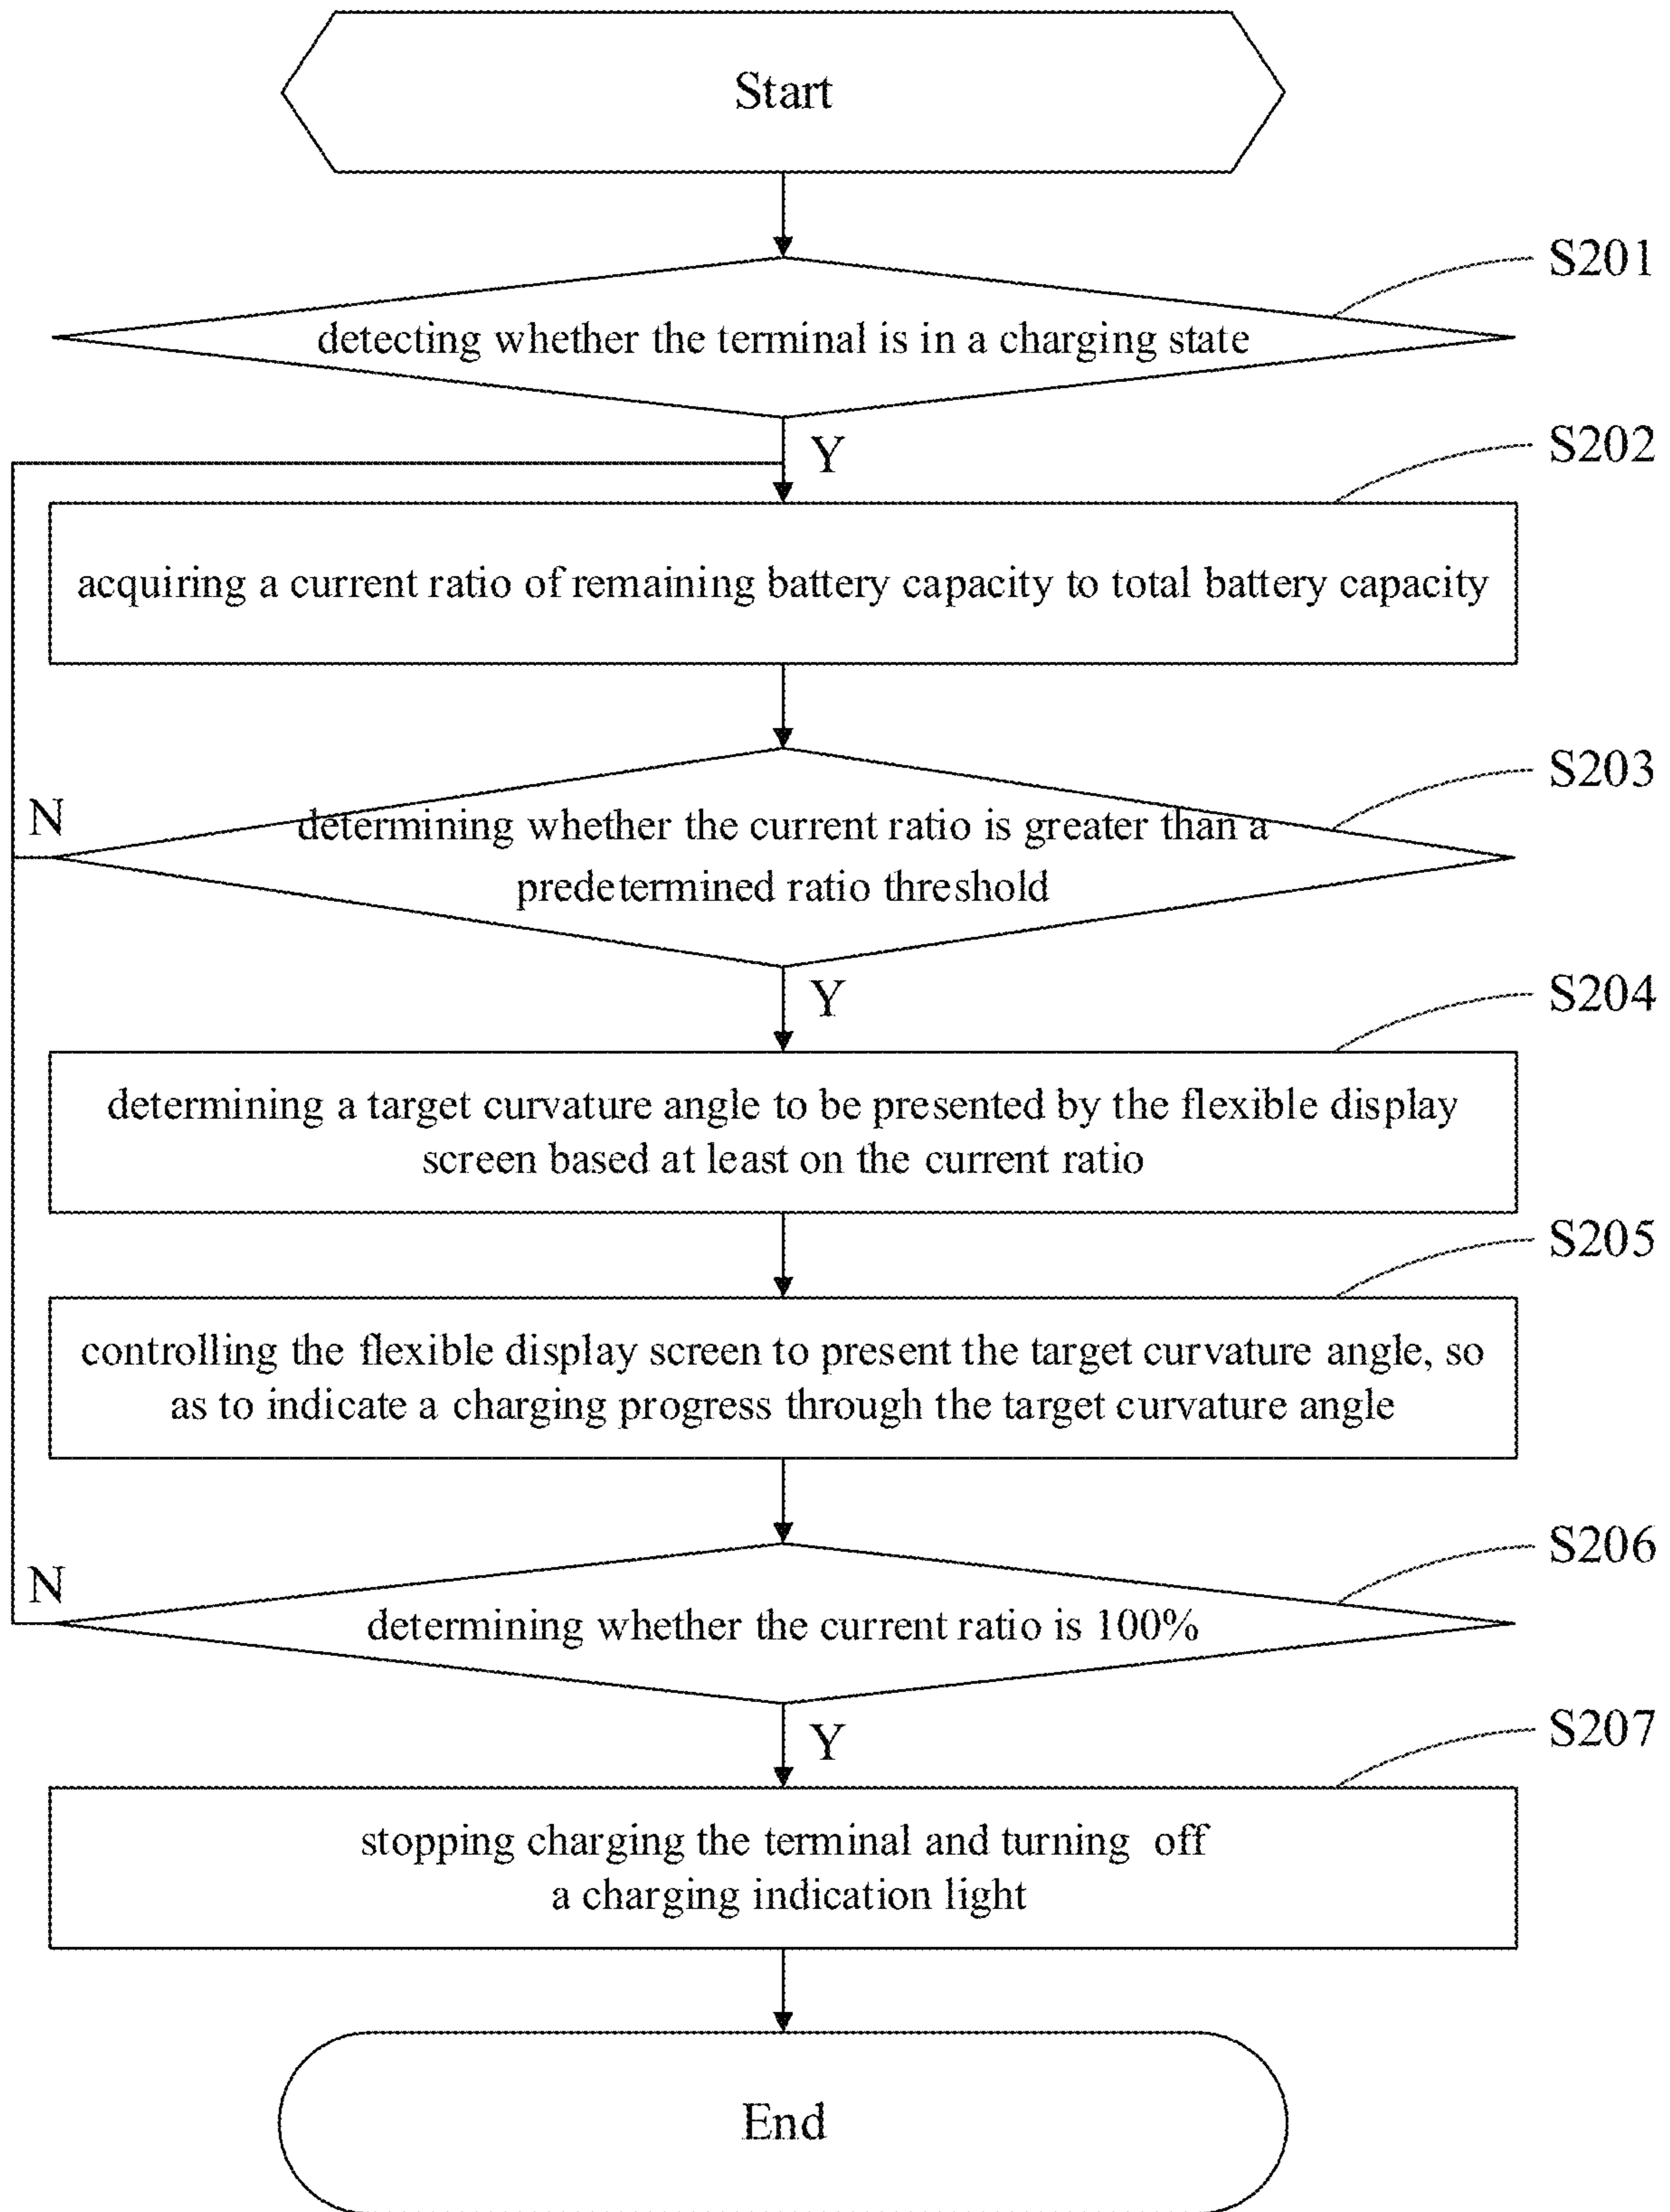 Start
S201
detecting whether the terminal is in a charging state
Y
S202
acquiring a current ratio of remaining battery capacity to total battery capacity
S203
N
determining whether the current ratio is greater than a
predetermined ratio threshold
Y
S204
determining a target curvature angle to be presented by the flexible display
screen based at least on the current ratio
S205
controlling the flexible display screen to present the target curvature angle, so
as to indicate a charging progress through the target curvature angle
S206
N
determining whether the current ratio is 100%
Y
S207
stopping charging the terminal and turning off
a charging indication light
End